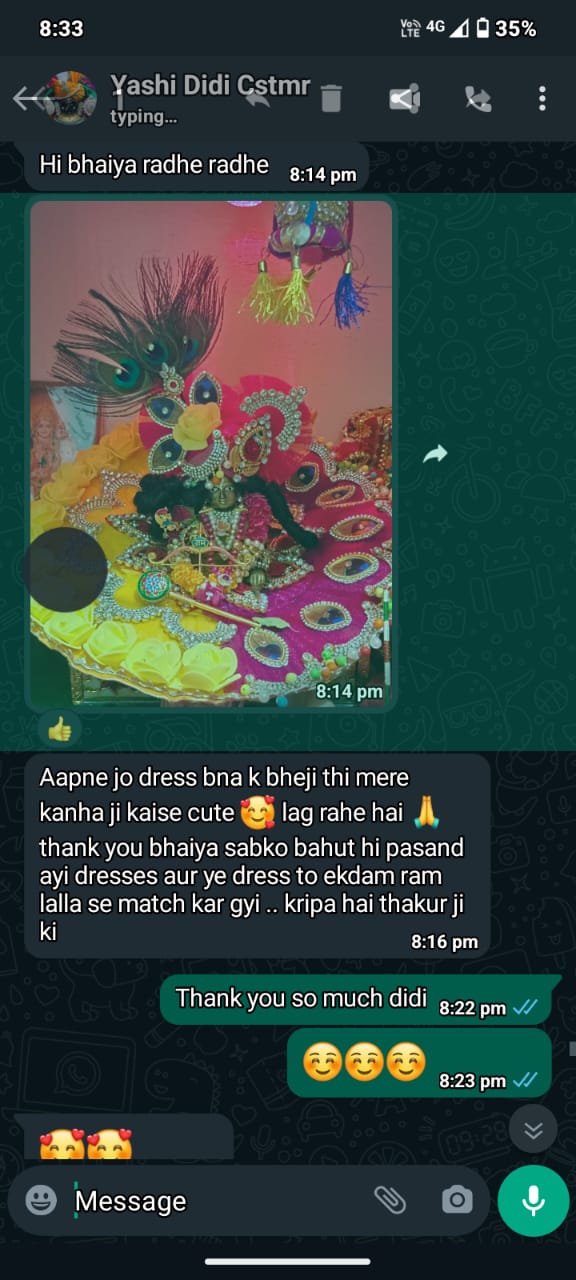 8:33
Vo)) LTE 4G 35%
Yashi Didi Cstmr
1
typing...
Hi bhaiya radhe radhe 8:14 pm
8:14 pm
👍
Aapne jo dress bna k bheji thi mere
kanha ji kaise cute 🥰 lag rahe hai 🙏
thank you bhaiya sabko bahut hi pasand
ayi dresses aur ye dress to ekdam ram
lalla se match kar gyi .. kripa hai thakur ji
ki
8:16 pm
Thank you so much didi 8:22 pm
☺️☺️☺️ 8:23 pm
🥰🥰
Message